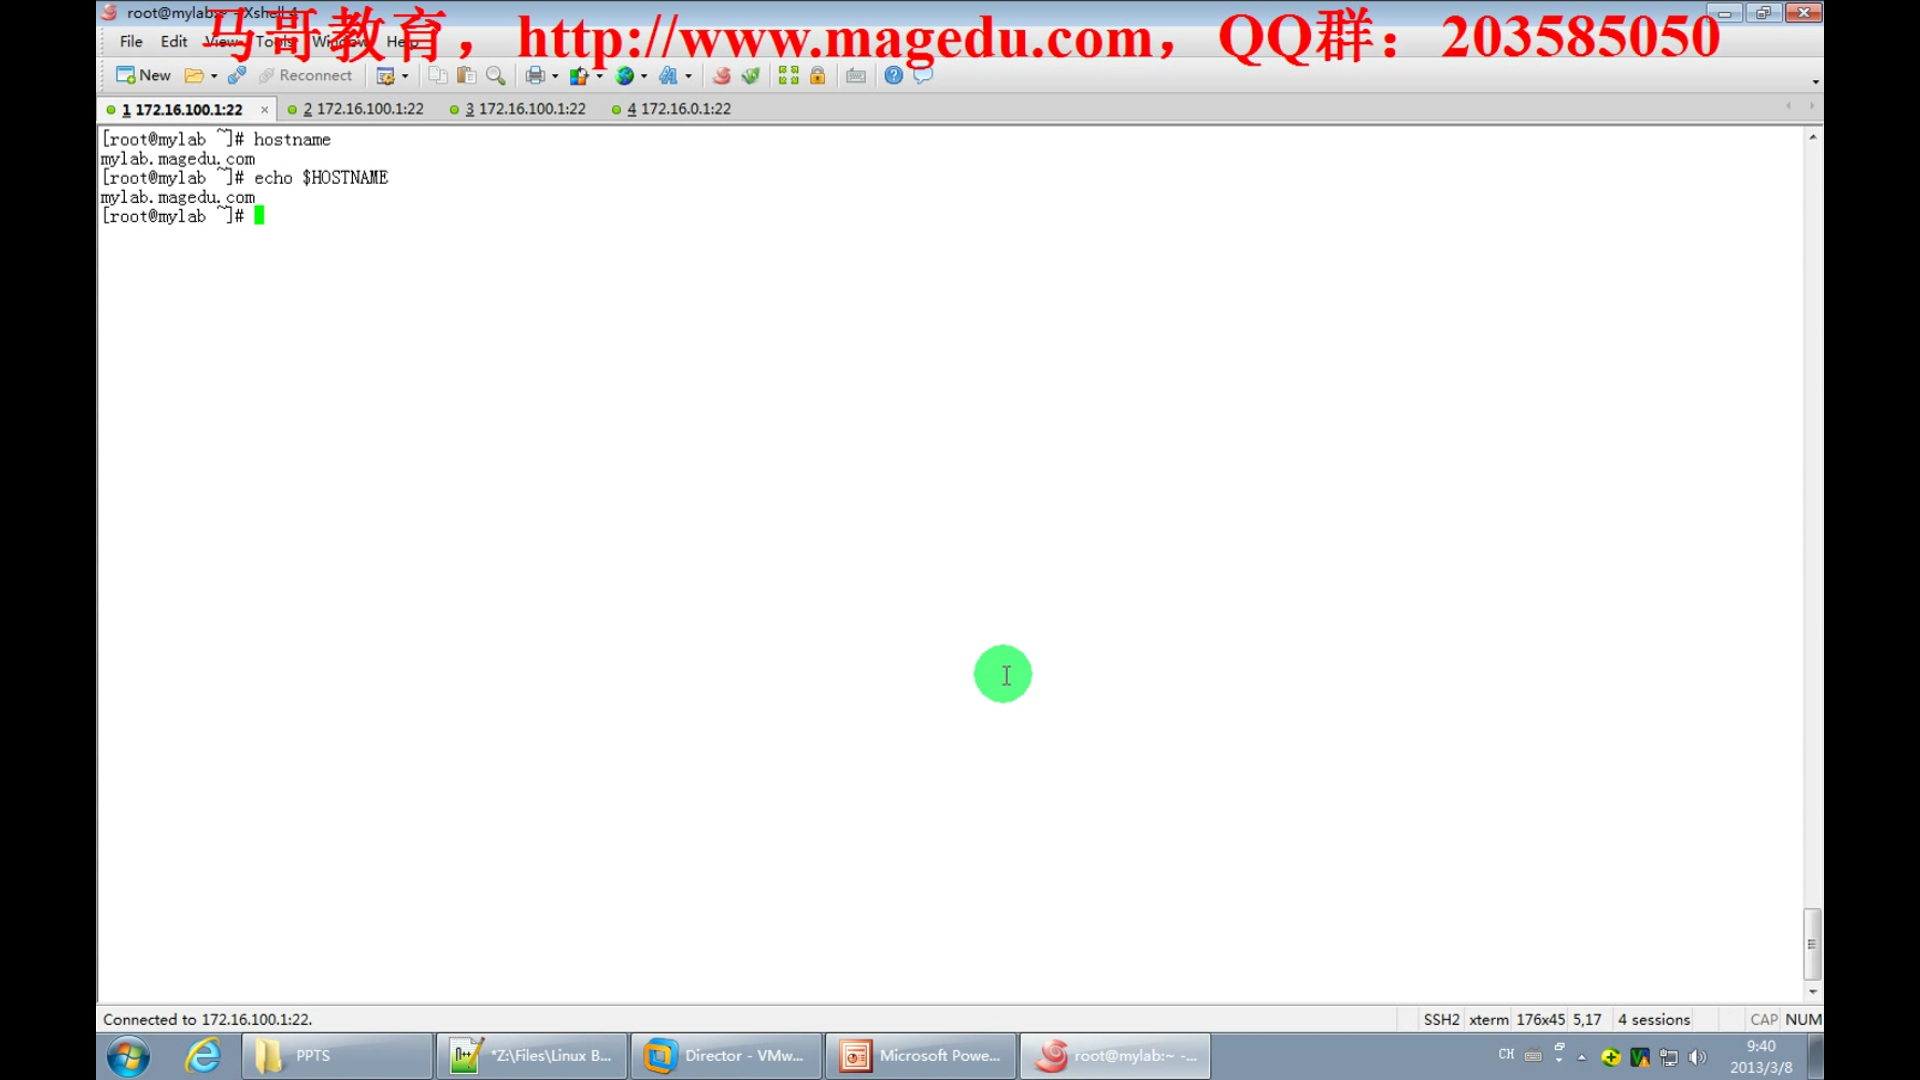 root@mylab:~ - Xshell 4
马哥教育，http://www.magedu.com，QQ群：203585050
File Edit View Tools Window Help
New Reconnect
1 172.16.100.1:22 × 2 172.16.100.1:22 3 172.16.100.1:22 4 172.16.0.1:22
[root@mylab ~]# hostname
mylab.magedu.com
[root@mylab ~]# echo $HOSTNAME
mylab.magedu.com
[root@mylab ~]#
Connected to 172.16.100.1:22. SSH2 xterm 176x45 5,17 4 sessions CAP NUM
PPTS *Z:\Files\Linux B... Director - VMw... Microsoft Powe... root@mylab:~ -... CH 9:40
2013/3/8